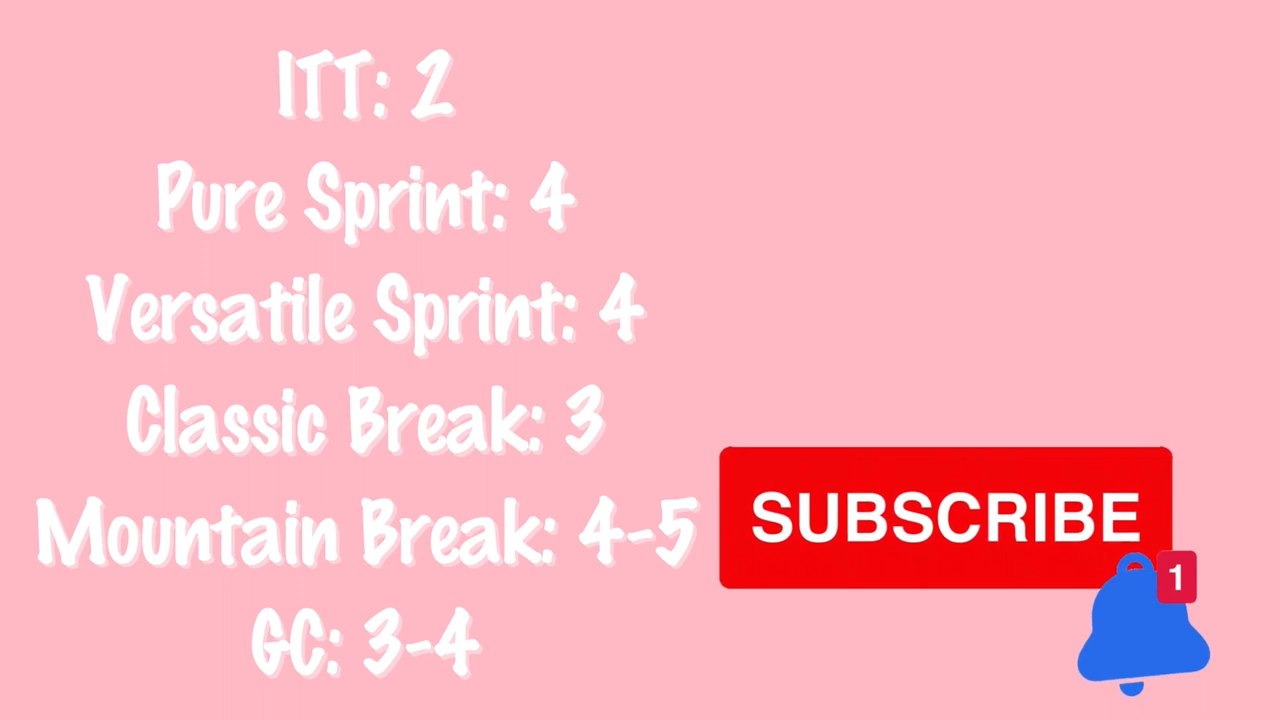 ITT: 2
Pure Sprint: 4
Versatile Sprint: 4
Classic Break: 3
Mountain Break: 4-5
GC: 3-4
SUBSCRIBE
1